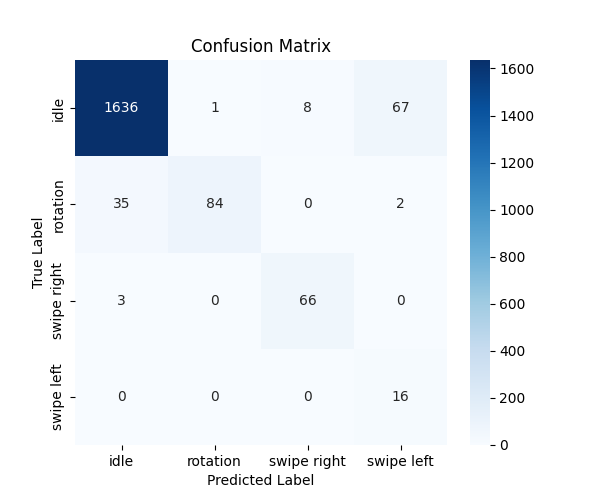 Confusion Matrix
True Label
idle
1636 1 8 67
rotation
35 84 0 2
swipe right
3 0 66 0
swipe left
0 0 0 16
idle rotation swipe right swipe left
Predicted Label
1600
1400
1200
1000
800
600
400
200
0